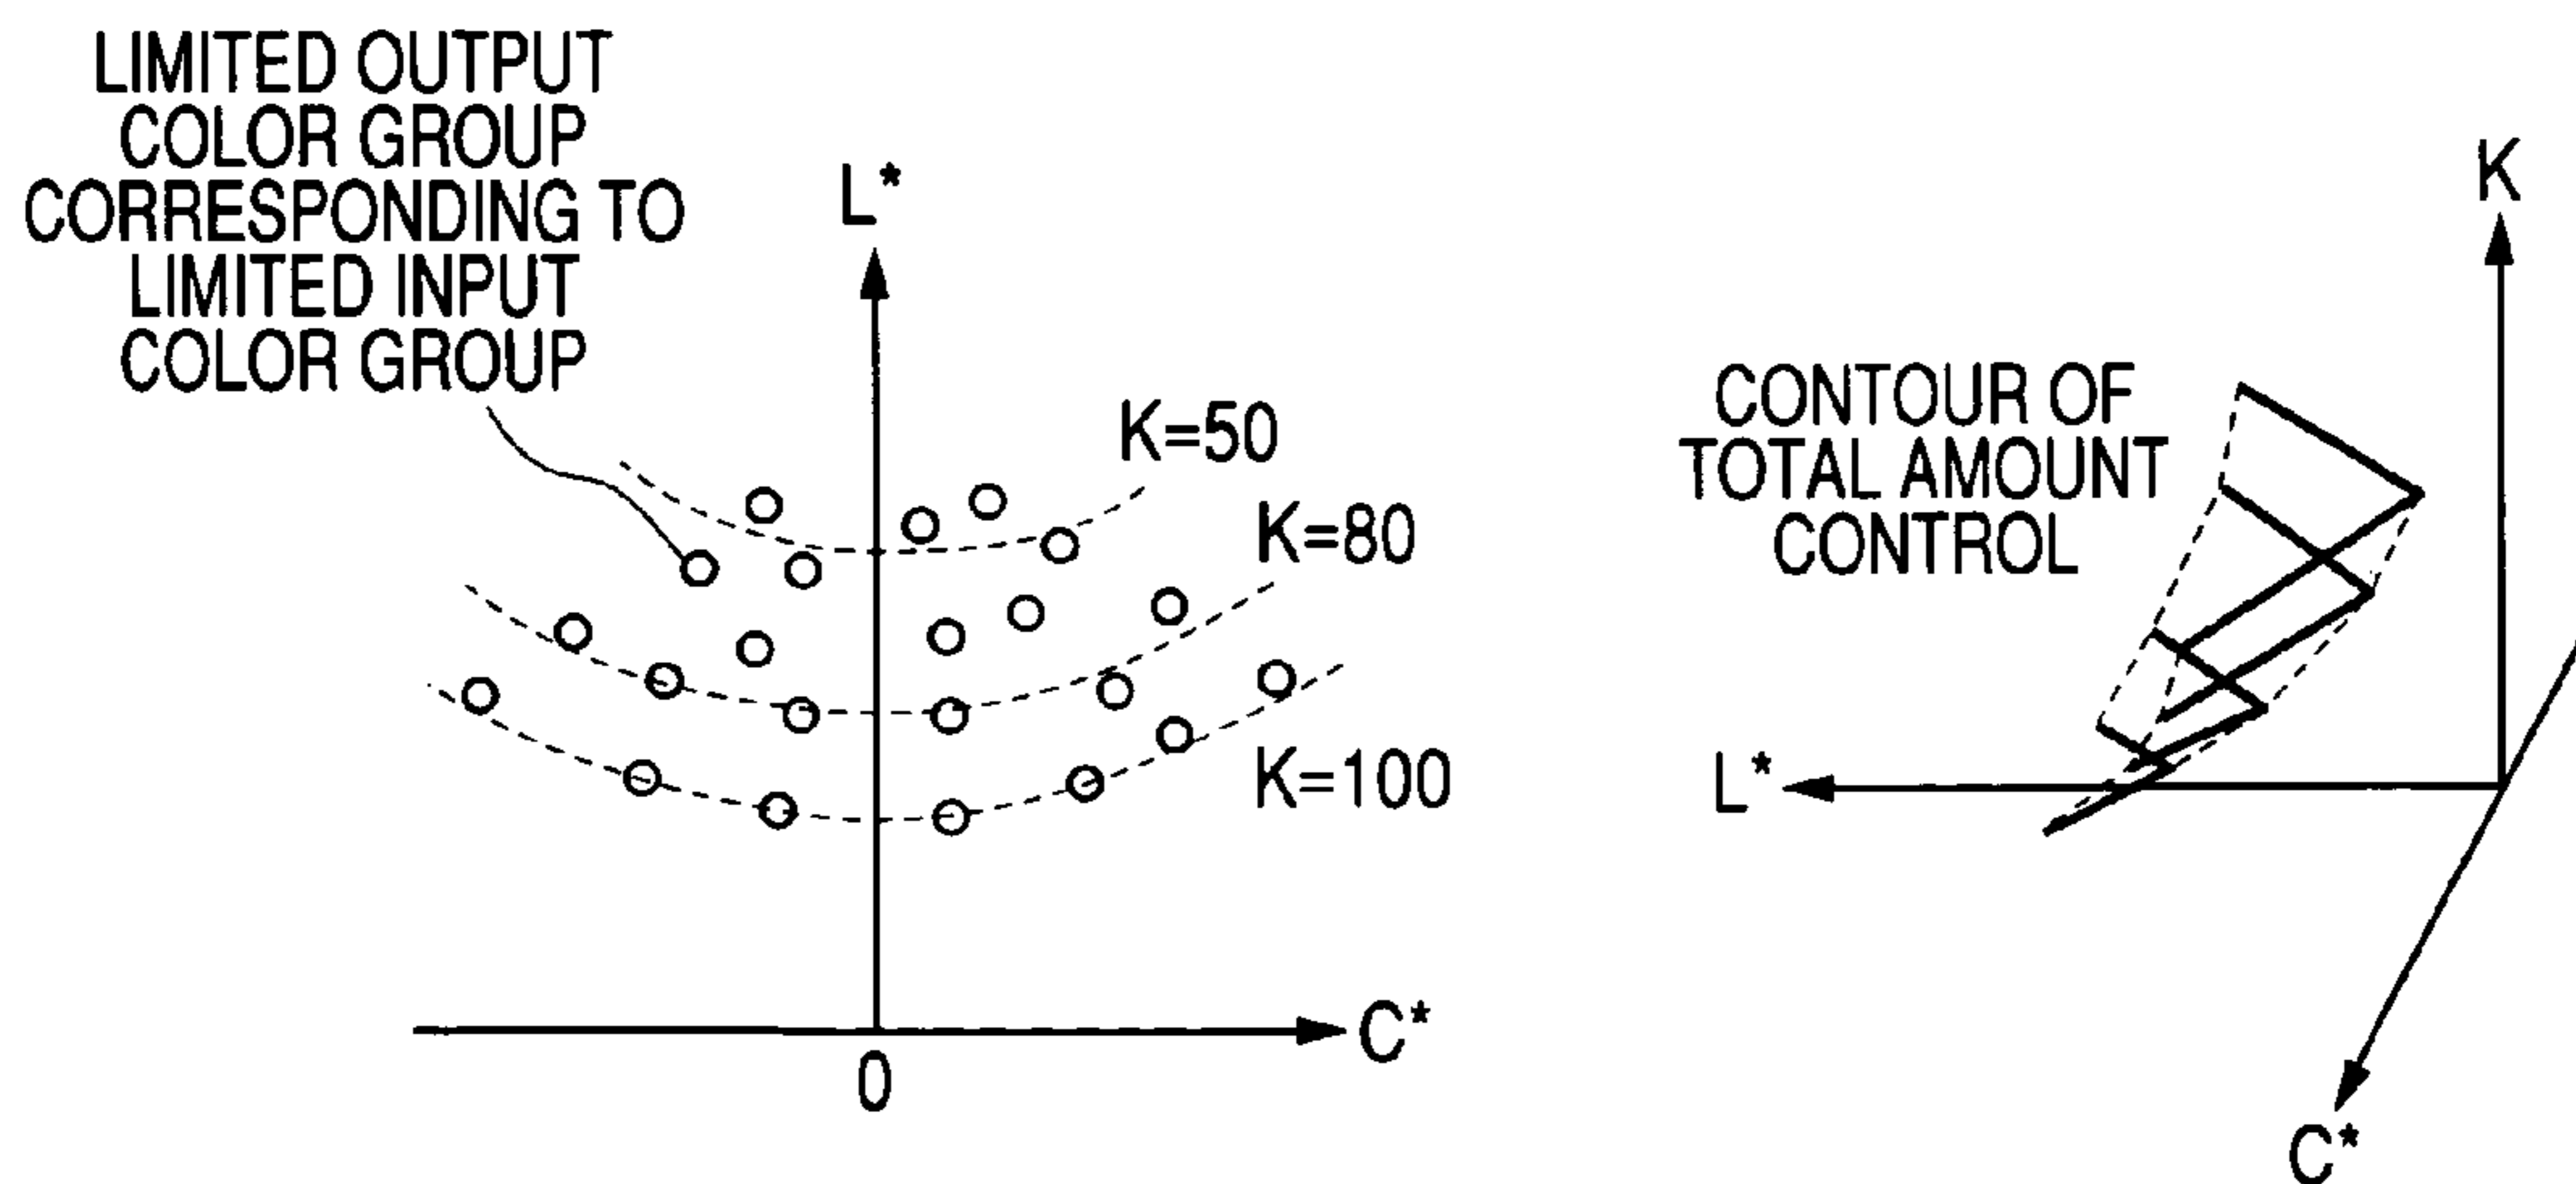 LIMITED OUTPUT
COLOR GROUP
CORRESPONDING TO
LIMITED INPUT
COLOR GROUP
L*
K=50
K=80
K=100
C*
0
K
CONTOUR OF
TOTAL AMOUNT
CONTROL
L*
C*